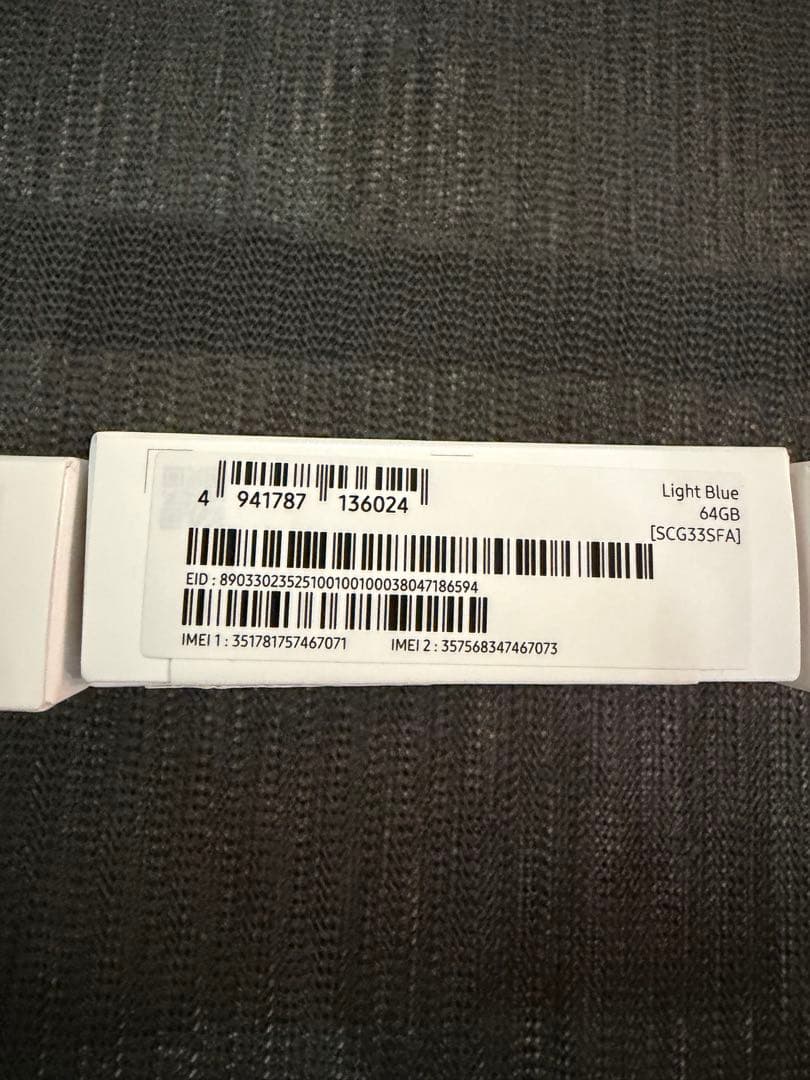 4 941787 136024
Light Blue
64GB
[SCG33SFA]
EID : 89033023525100100100038047186594
IMEI 1 : 351781757467071 IMEI 2 : 357568347467073